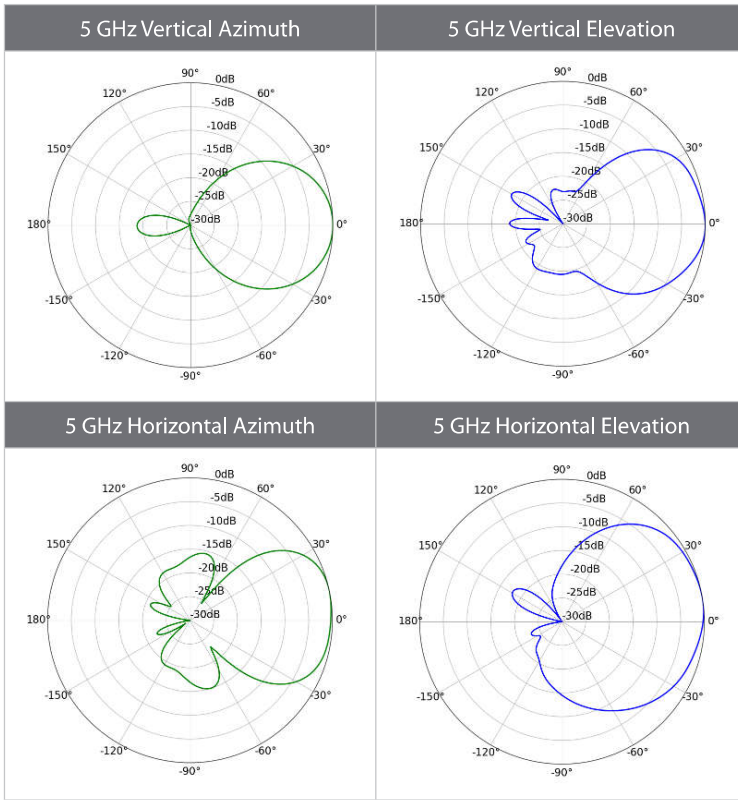 5 GHz Vertical Azimuth
90°
0dB
120°
60°
-5dB
-10dB
150°
-15dB
30°
-20dB
-25dB
180°
-30dB
0°
-150°
-30°
-120°
-60°
-90°
5 GHz Vertical Elevation
90°
0dB
120°
60°
-5dB
-10dB
150°
-15dB
30°
-20dB
-25dB
180°
-30dB
0°
-150°
-30°
-120°
-60°
-90°
5 GHz Horizontal Azimuth
90°
0dB
120°
60°
-5dB
-10dB
150°
-15dB
30°
-20dB
-25dB
180°
-30dB
0°
-150°
-30°
-120°
-60°
-90°
5 GHz Horizontal Elevation
90°
0dB
120°
60°
-5dB
-10dB
150°
-15dB
30°
-20dB
-25dB
180°
-30dB
0°
-150°
-30°
-120°
-60°
-90°